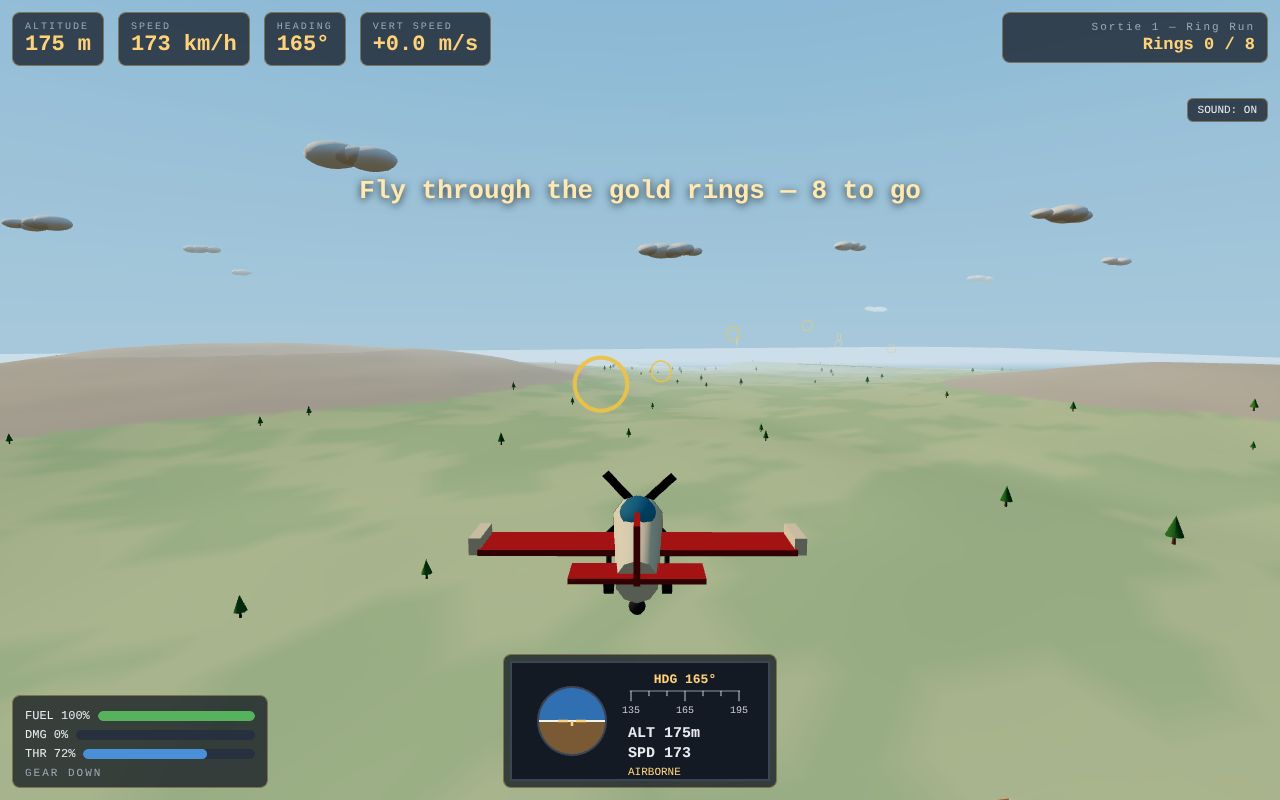 ALTITUDE
175 m
SPEED
173 km/h
HEADING
165°
VERT SPEED
+0.0 m/s
Sortie 1 — Ring Run
Rings 0 / 8
SOUND: ON
Fly through the gold rings — 8 to go
FUEL 100%
DMG 0%
THR 72%
GEAR DOWN
HDG 165°
135 165 195
ALT 175m
SPD 173
AIRBORNE